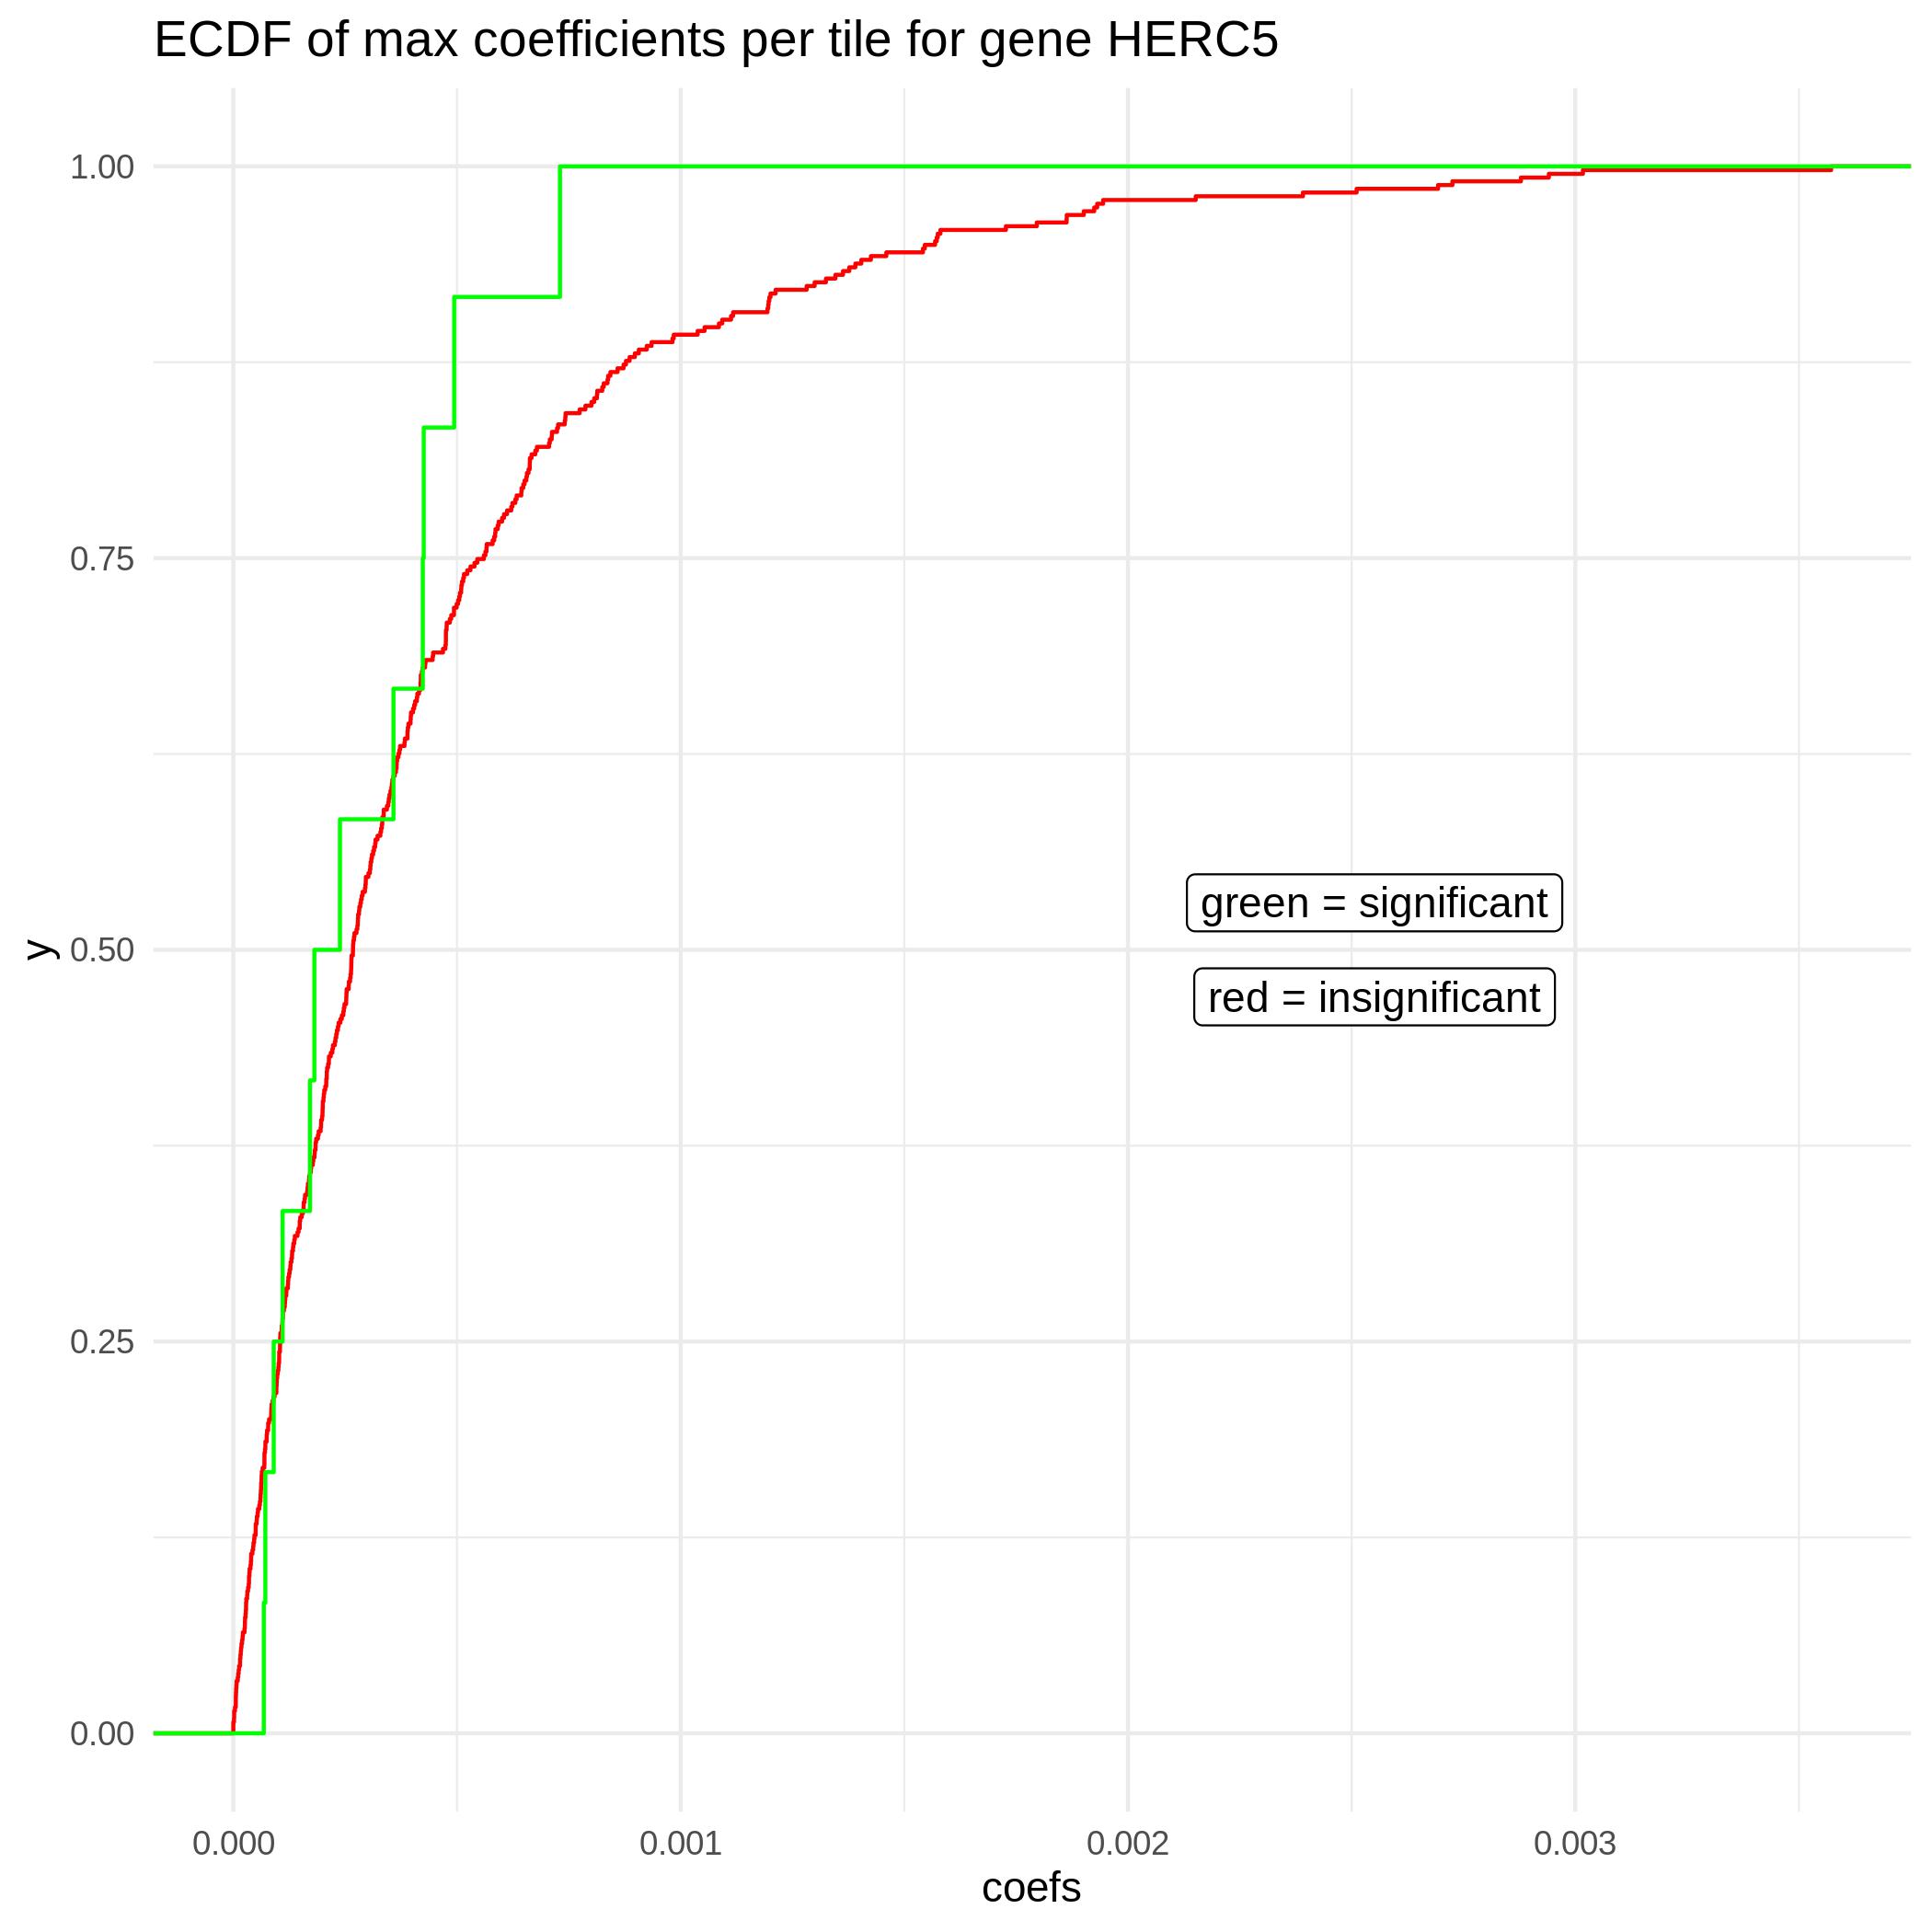 ECDF of max coefficients per tile for gene HERC5
1.00
0.75
0.50
0.25
0.00
y
green = significant
red = insignificant
0.000 0.001 0.002 0.003
coefs